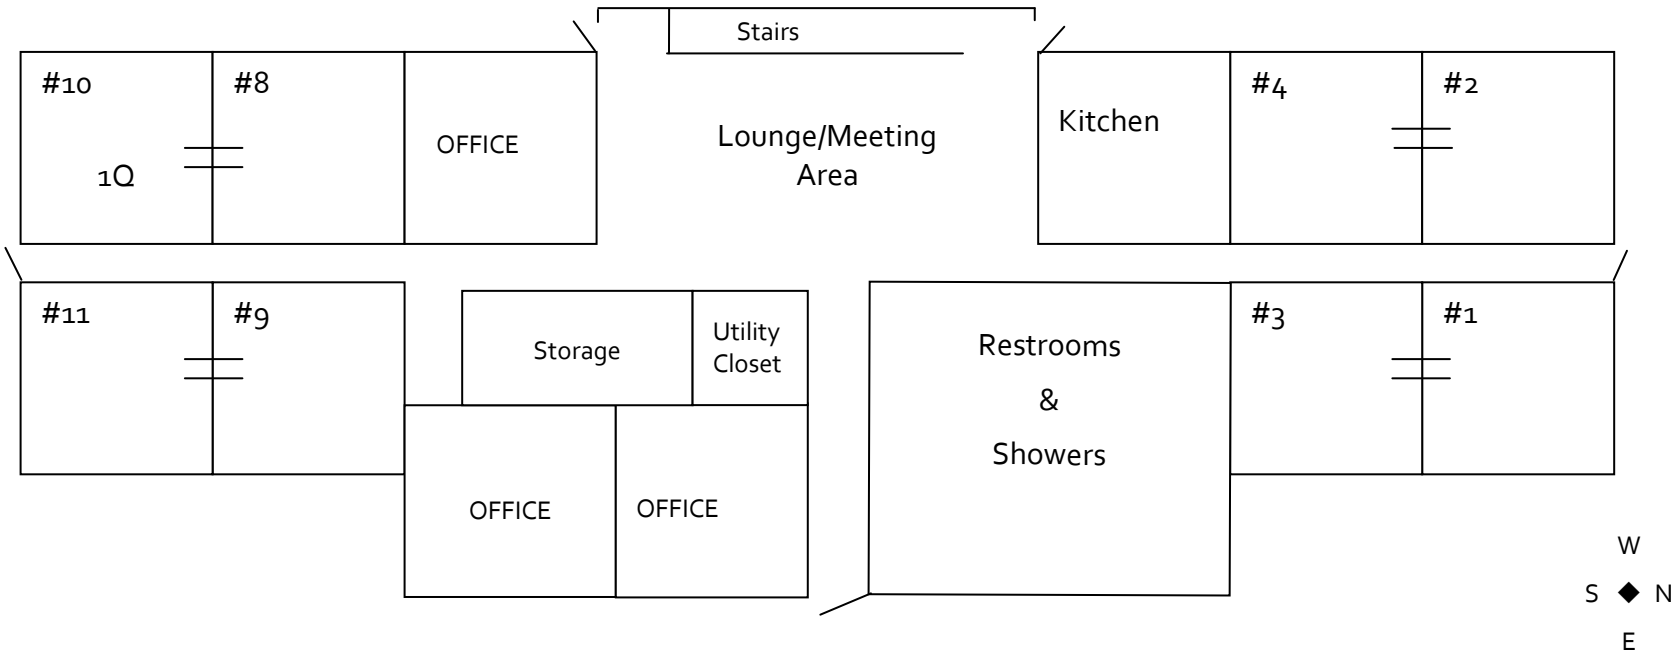 Stairs
#10
#8
OFFICE
1Q
Lounge/Meeting
Area
Kitchen
#4
#2
#11
#9
Storage
Utility
Closet
Restrooms
&
Showers
#3
#1
OFFICE
OFFICE
W
S N
E